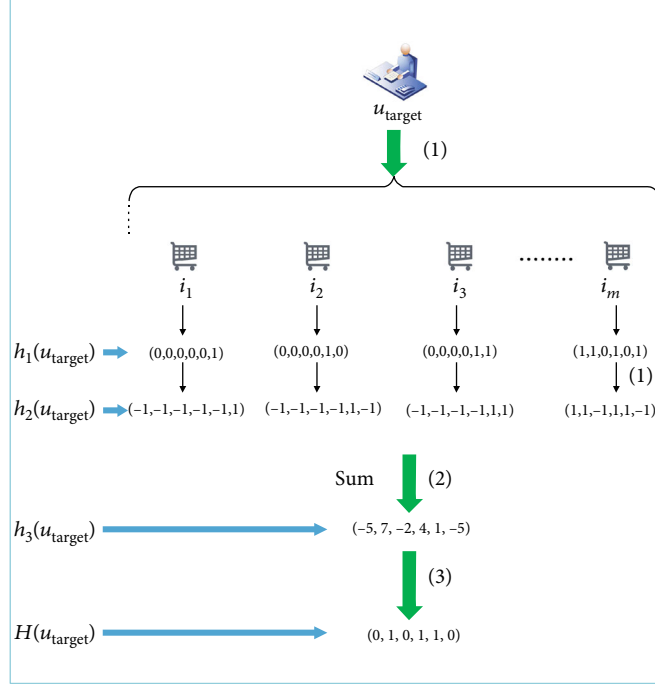 u_target
(1)
........
i_1 i_2 i_3 i_m
h_1(u_target) (0,0,0,0,0,1) (0,0,0,0,1,0) (0,0,0,0,1,1) (1,1,0,1,0,1)
(1)
h_2(u_target) (–1,–1,–1,–1,–1,1) (–1,–1,–1,–1,1,–1) (–1,–1,–1,–1,1,1) (1,1,–1,1,1,–1)
Sum (2)
h_3(u_target) (–5, 7, –2, 4, 1, –5)
(3)
H(u_target) (0, 1, 0, 1, 1, 0)